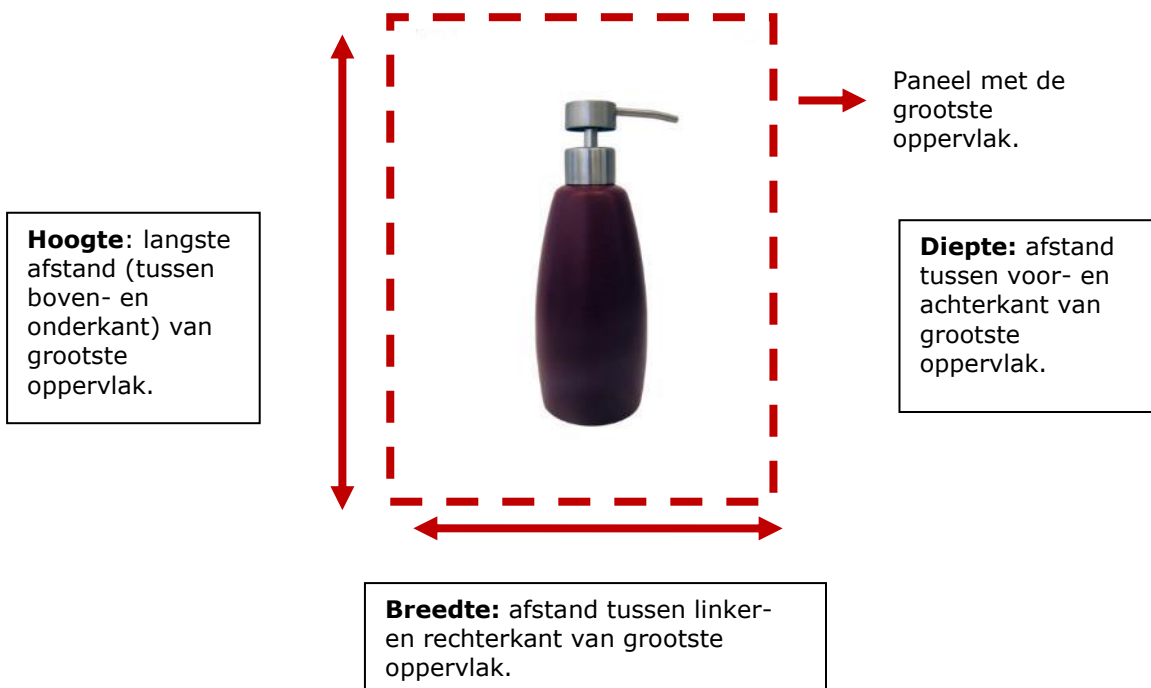 Paneel met de
grootste
oppervlak.
Hoogte: langste
afstand (tussen
boven- en
onderkant) van
grootste
oppervlak.
Diepte: afstand
tussen voor- en
achterkant van
grootste
oppervlak.
Breedte: afstand tussen linker-
en rechterkant van grootste
oppervlak.